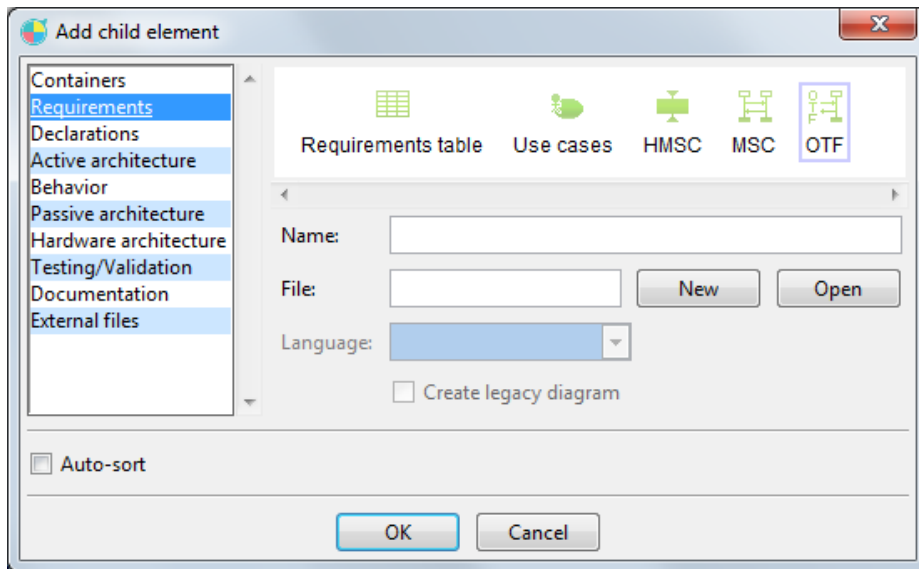 Add child element
Containers
Requirements
Declarations
Active architecture
Behavior
Passive architecture
Hardware architecture
Testing/Validation
Documentation
External files
Requirements table
Use cases
HMSC
MSC
O
T
F
OTF
Name:
File:
New
Open
Language:
Create legacy diagram
Auto-sort
OK
Cancel